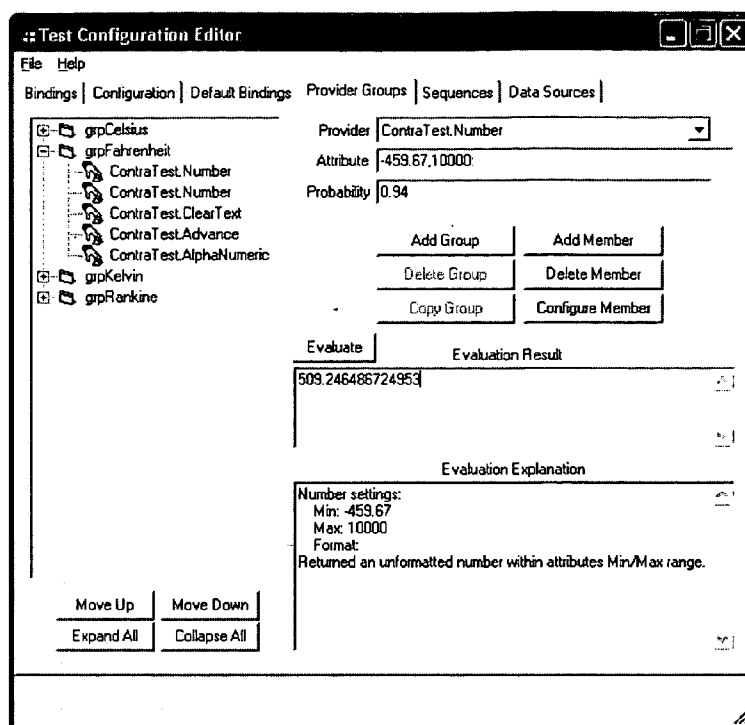 Test Configuration Editor
File Help
Bindings Configuration Default Bindings Provider Groups Sequences Data Sources
grpCelsius
grpFahrenheit
ContraTest.Number
ContraTest.Number
ContraTest.ClearText
ContraTest.Advance
ContraTest.AlphaNumeric
grpKelvin
grpRankine
Move Up Move Down
Expand All Collapse All
Provider ContraTest.Number
Attribute -459.67,10000:
Probability 0.94
Add Group Add Member
Delete Group Delete Member
Copy Group Configure Member
Evaluate Evaluation Result
509.246486724953
Evaluation Explanation
Number settings:
Min: -459.67
Max: 10000
Format:
Returned an unformatted number within attributes Min/Max range.